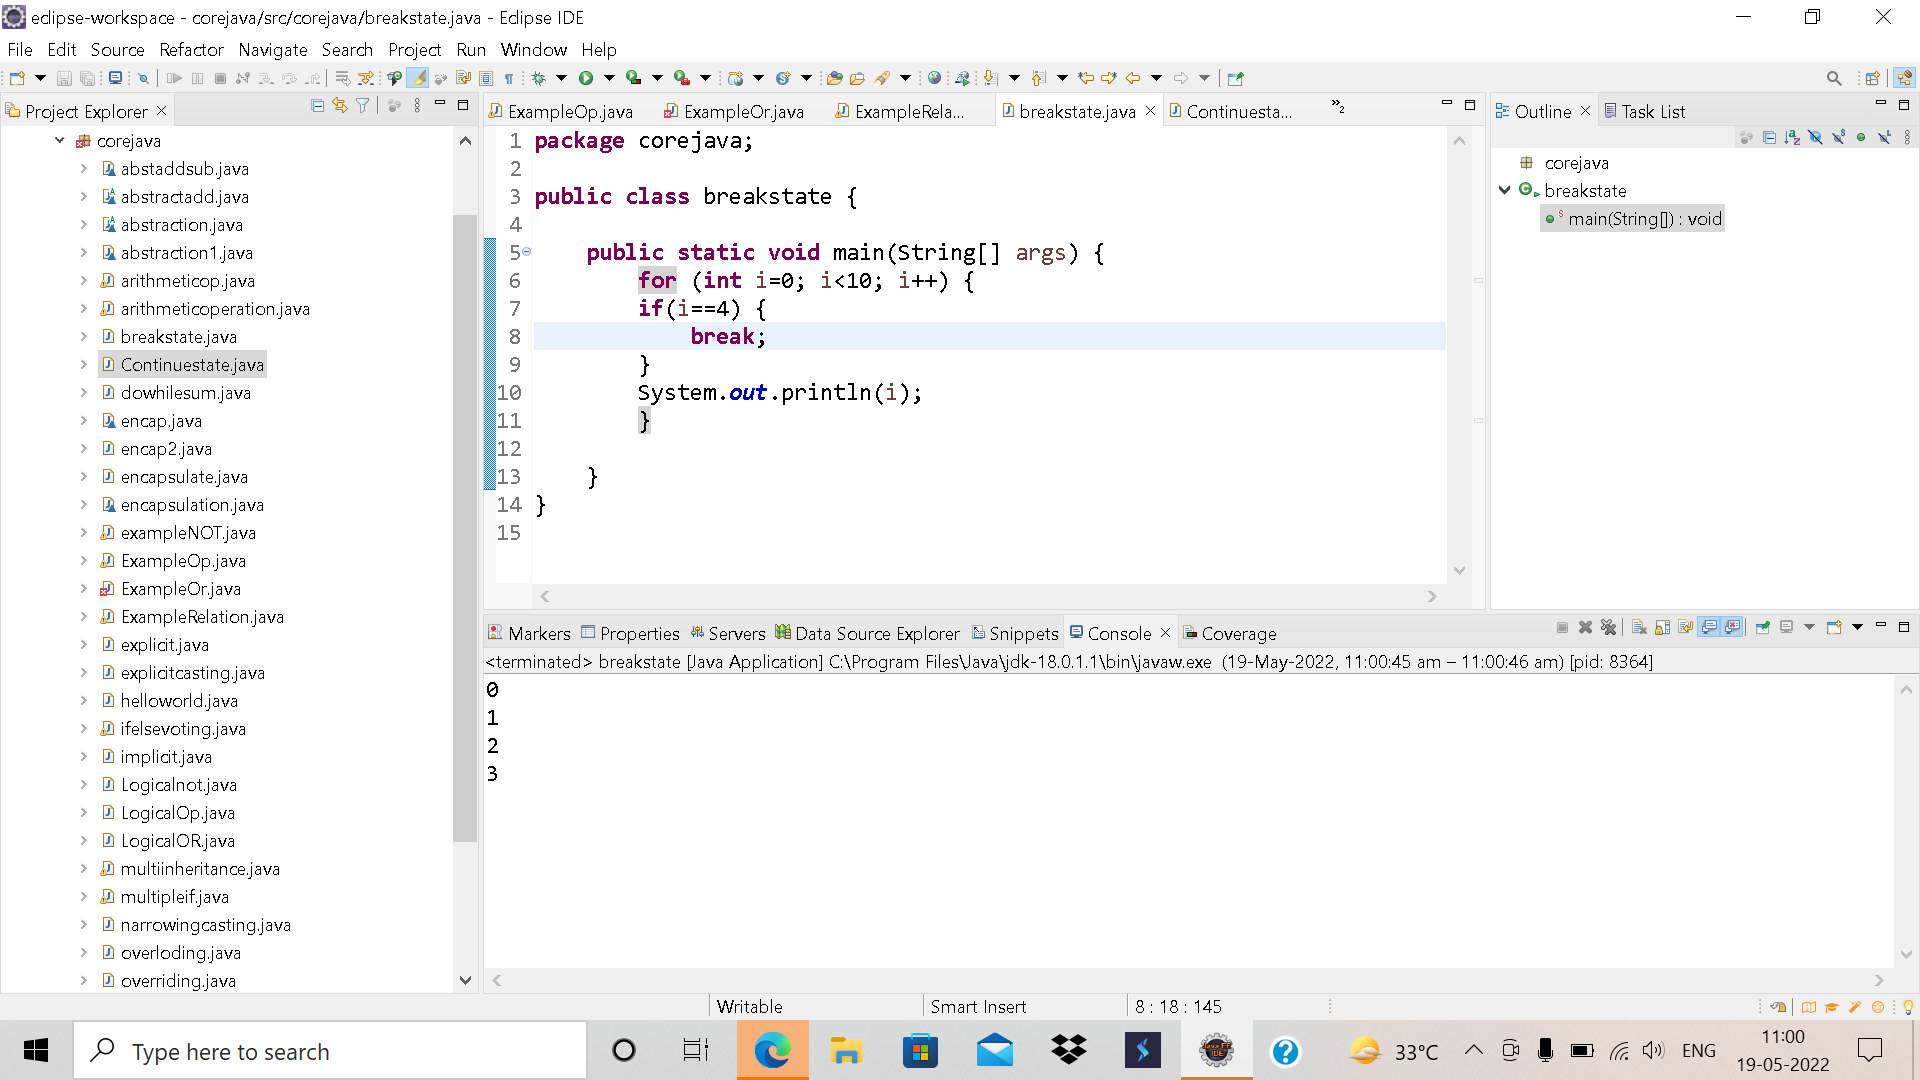 eclipse-workspace - corejava/src/corejava/breakstate.java - Eclipse IDE
File Edit Source Refactor Navigate Search Project Run Window Help
Project Explorer
corejava
abstaddsub.java
abstractadd.java
abstraction.java
abstraction1.java
arithmeticop.java
arithmeticoperation.java
breakstate.java
Continuestate.java
dowhilesum.java
encap.java
encap2.java
encapsulate.java
encapsulation.java
exampleNOT.java
ExampleOp.java
ExampleOr.java
ExampleRelation.java
explicit.java
explicitcasting.java
helloworld.java
ifelsevoting.java
implicit.java
Logicalnot.java
LogicalOp.java
LogicalOR.java
multiinheritance.java
multipleif.java
narrowingcasting.java
overloding.java
overriding.java
ExampleOp.java ExampleOr.java ExampleRela... breakstate.java Continuesta... »2
1 package corejava;
2
3 public class breakstate {
4
5 public static void main(String[] args) {
6 for (int i=0; i<10; i++) {
7 if(i==4) {
8 break;
9 }
10 System.out.println(i);
11 }
12
13 }
14 }
15
Outline Task List
corejava
breakstate
main(String[]) : void
Markers Properties Servers Data Source Explorer Snippets Console Coverage
<terminated> breakstate [Java Application] C:\Program Files\Java\jdk-18.0.1.1\bin\javaw.exe (19-May-2022, 11:00:45 am – 11:00:46 am) [pid: 8364]
0
1
2
3
Writable Smart Insert 8 : 18 : 145
Type here to search
33°C ENG 11:00
19-05-2022